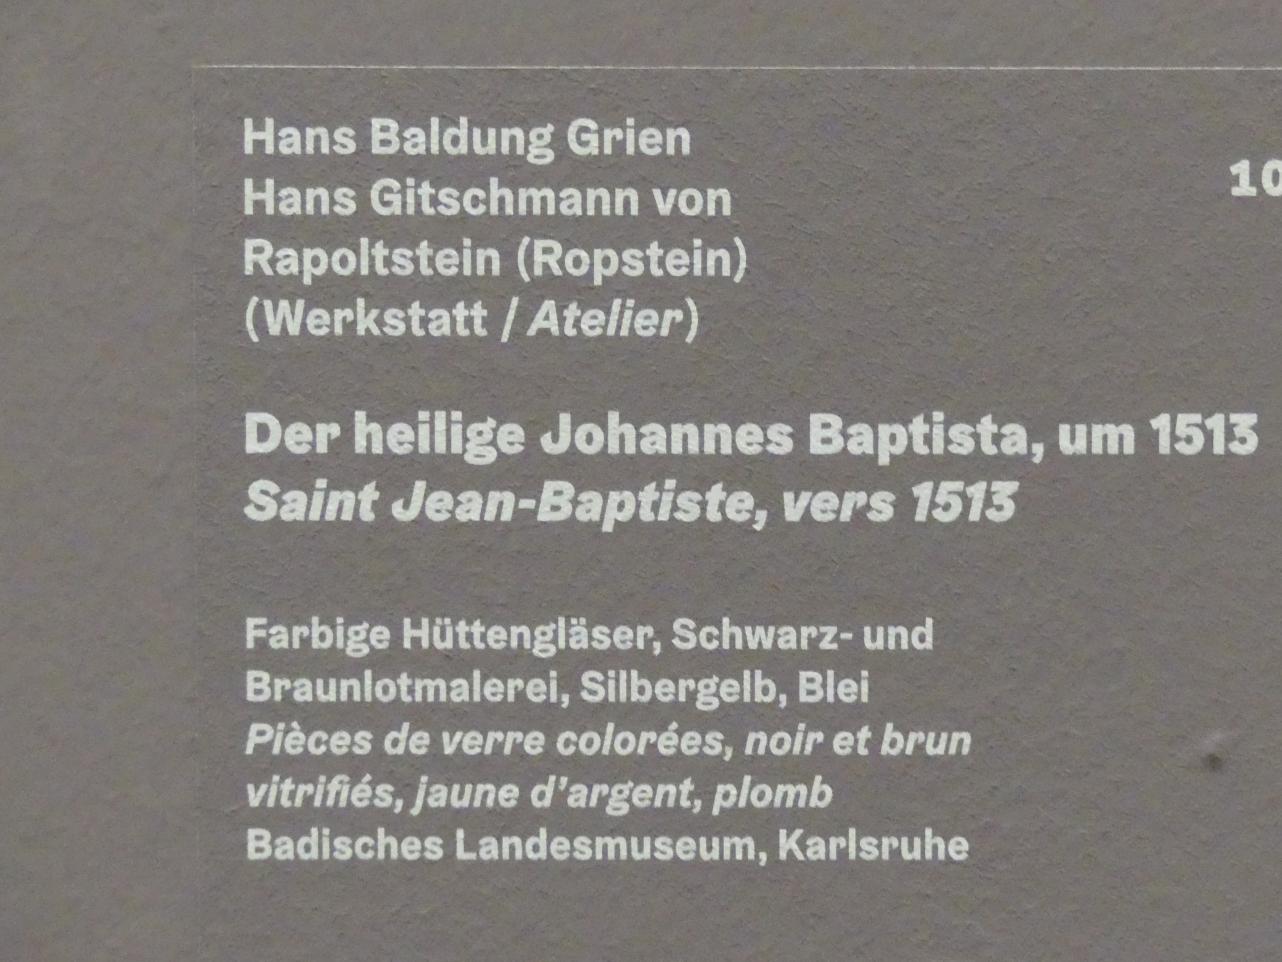 Hans Baldung Grien
Hans Gitschmann von
10
Rapoltstein (Ropstein)
(Werkstatt / Atelier)
Der heilige Johannes Baptista, um 1513
Saint Jean-Baptiste, vers 1513
Farbige Hüttengläser, Schwarz- und
Braunlotmalerei, Silbergelb, Blei
Pièces de verre colorées, noir et brun
vitrifiés, jaune d’argent, plomb
Badisches Landesmuseum, Karlsruhe